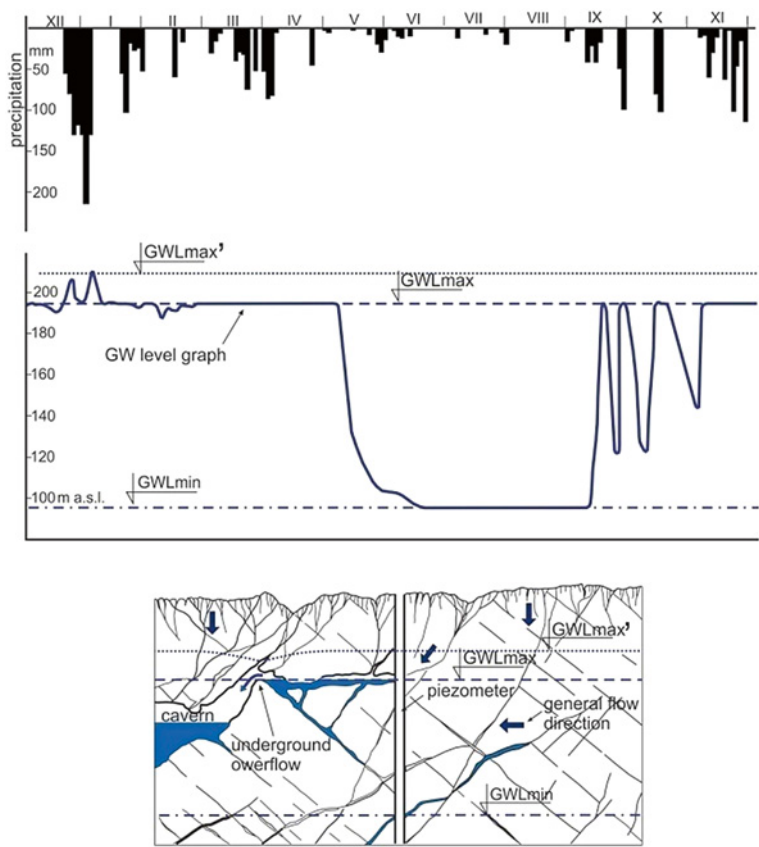 XII I II III IV V VI VII VIII IX X XI
precipitation
mm
50
100
150
200
GWLmax’
GWLmax
200
180
GW level graph
160
140
120
GWLmin
100 m a.s.l.
GWLmax’
GWLmax
piezometer
cavern
general flow
direction
underground
owerflow
GWLmin